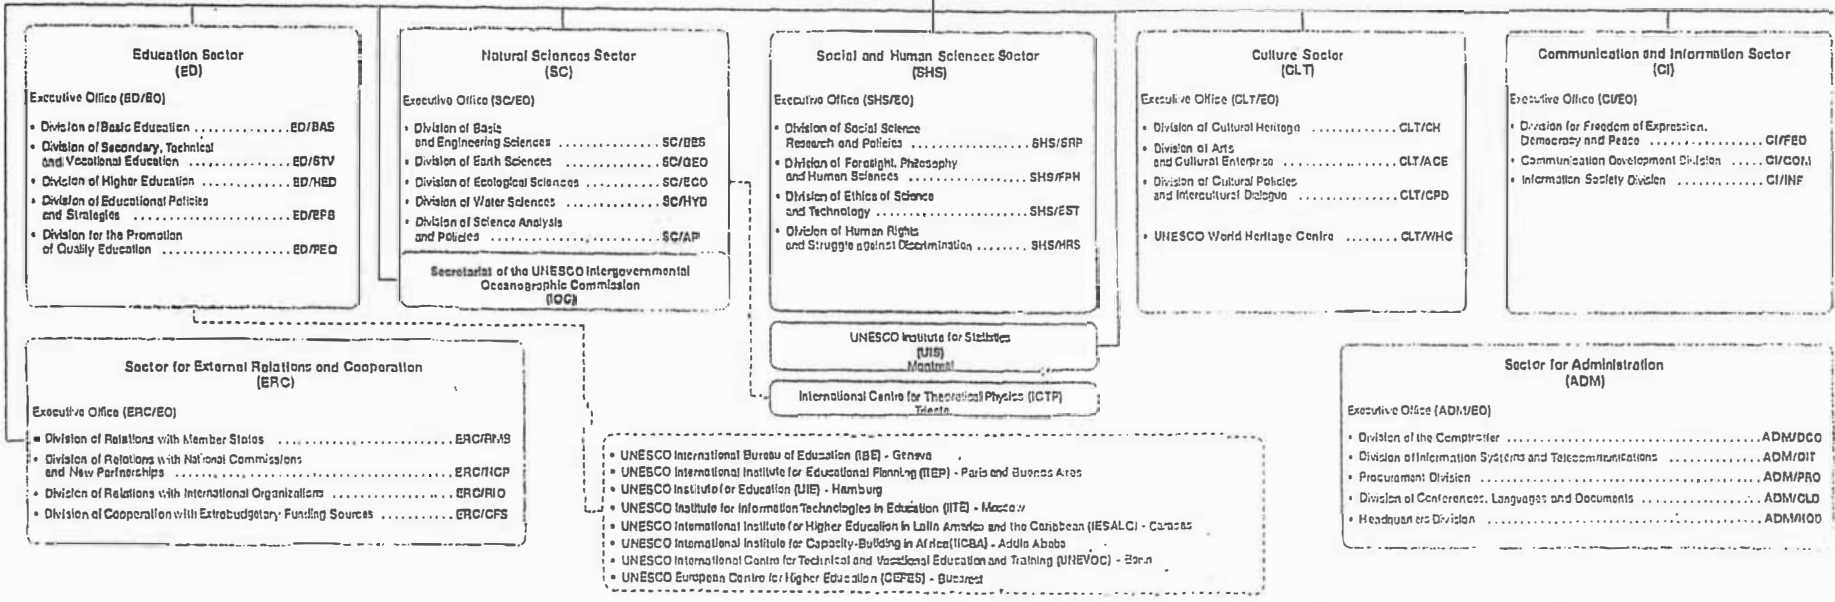 Education Sector
(ED)
Executive Office (ED/EO)
• Division of Basic Education .............. ED/BAS
• Division of Secondary, Technical
and Vocational Education .............. ED/STV
• Division of Higher Education .............. ED/HED
• Division of Educational Policies
and Strategies .............. ED/EPS
• Division for the Promotion
of Quality Education .............. ED/PEQ
Natural Sciences Sector
(SC)
Executive Office (SC/EO)
• Division of Basic
and Engineering Sciences .............. SC/BES
• Division of Earth Sciences .............. SC/GEO
• Division of Ecological Sciences .............. SC/ECO
• Division of Water Sciences .............. SC/HYD
• Division of Science Analysis
and Policies .............. SC/AP
Secretariat of the UNESCO Intergovernmental
Oceanographic Commission
(IOC)
Social and Human Sciences Sector
(SHS)
Executive Office (SHS/EO)
• Division of Social Science
Research and Policies .............. SHS/SRP
• Division of Foresight, Philosophy
and Human Sciences .............. SHS/FPH
• Division of Ethics of Science
and Technology .............. SHS/EST
• Division of Human Rights
and Struggle against Discrimination ........ SHS/HRS
UNESCO Institute for Statistics
(UIS)
Montreal
International Centre for Theoretical Physics (ICTP)
Trieste
Culture Sector
(CLT)
Executive Office (CLT/EO)
• Division of Cultural Heritage .............. CLT/CH
• Division of Arts
and Cultural Enterprise .............. CLT/ACE
• Division of Cultural Policies
and Intercultural Dialogue .............. CLT/CPD
• UNESCO World Heritage Centre ........ CLT/WHC
Communication and Information Sector
(CI)
Executive Office (CI/EO)
• Division for Freedom of Expression,
Democracy and Peace .............. CI/FED
• Communication Development Division ..... CI/COM
• Information Society Division .............. CI/INF
Sector for External Relations and Cooperation
(ERC)
Executive Office (ERC/EO)
• Division of Relations with Member States .............. ERC/RMS
• Division of Relations with National Commissions
and New Partnerships .............. ERC/NCP
• Division of Relations with International Organizations .............. ERC/RIO
• Division of Cooperation with Extrabudgetary Funding Sources ........ ERC/CFS
• UNESCO International Bureau of Education (IBE) - Geneva
• UNESCO International Institute for Educational Planning (IIEP) - Paris and Buenos Aires
• UNESCO Institute for Education (UIE) - Hamburg
• UNESCO Institute for Information Technologies in Education (IITE) - Moscow
• UNESCO International Institute for Higher Education in Latin America and the Caribbean (IESALC) - Caracas
• UNESCO International Institute for Capacity-Building in Africa(IICBA) - Addis Ababa
• UNESCO International Centre for Technical and Vocational Education and Training (UNEVOC) - Bonn
• UNESCO European Centre for Higher Education (CEPES) - Bucarest
Sector for Administration
(ADM)
Executive Office (ADM/EO)
• Division of the Comptroller .............. ADM/DCO
• Division of Information Systems and Telecommunications .............. ADM/DIT
• Procurement Division .............. ADM/PRO
• Division of Conferences, Languages and Documents .............. ADM/CLD
• Headquarters Division .............. ADM/HQD